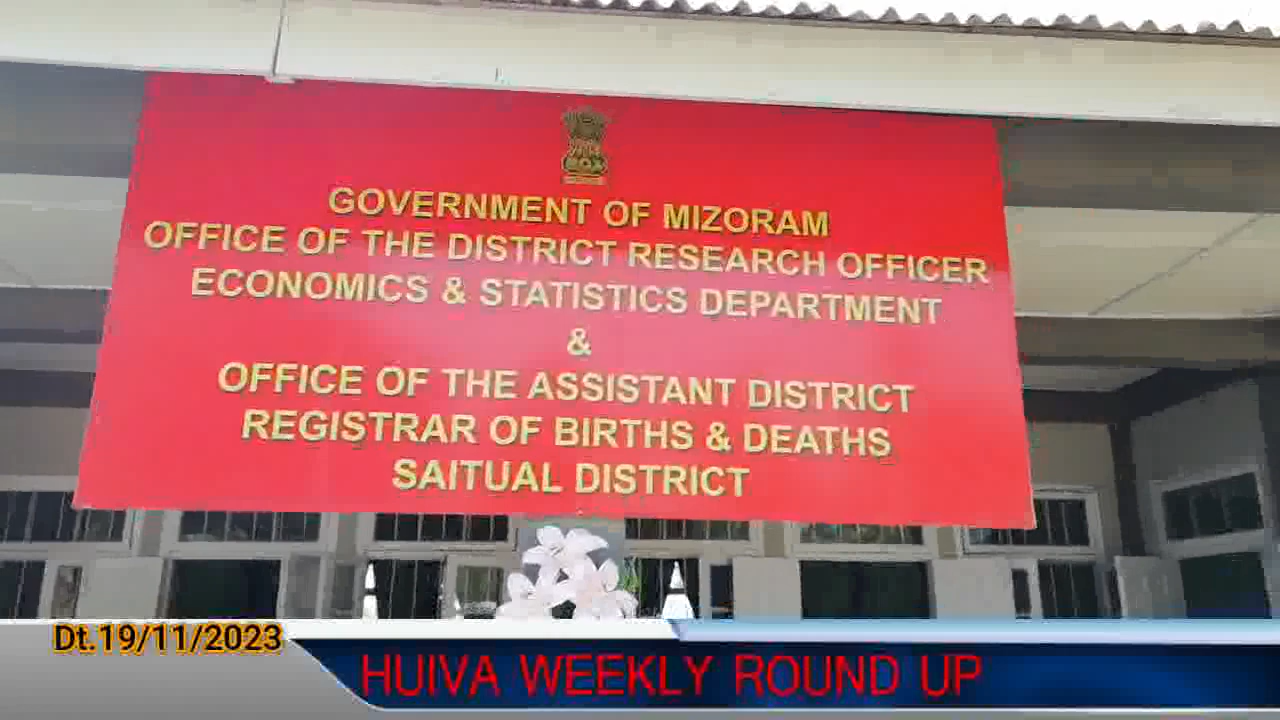 GOVERNMENT OF MIZORAM
OFFICE OF THE DISTRICT RESEARCH OFFICER
ECONOMICS & STATISTICS DEPARTMENT
&
OFFICE OF THE ASSISTANT DISTRICT
REGISTRAR OF BIRTHS & DEATHS
SAITUAL DISTRICT
Dt.19/11/2023
HUIVA WEEKLY ROUND UP